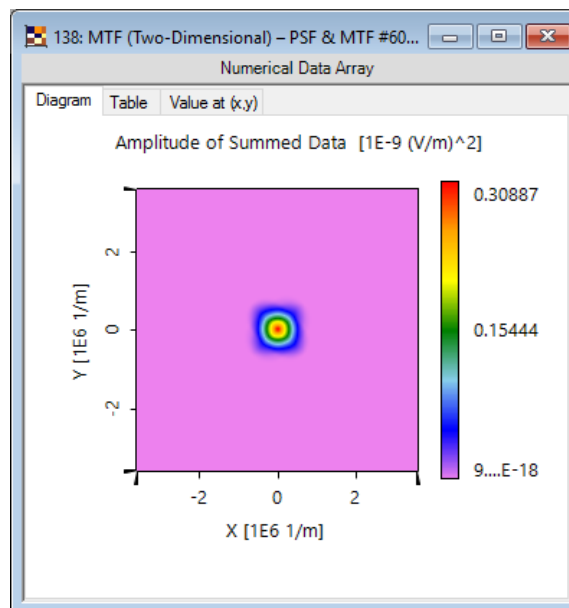 138: MTF (Two-Dimensional) – PSF & MTF #60...
Numerical Data Array
Diagram Table Value at (x,y)
Amplitude of Summed Data [1E-9 (V/m)^2]
0.30887
0.15444
9....E-18
Y [1E6 1/m]
2
0
-2
-2 0 2
X [1E6 1/m]